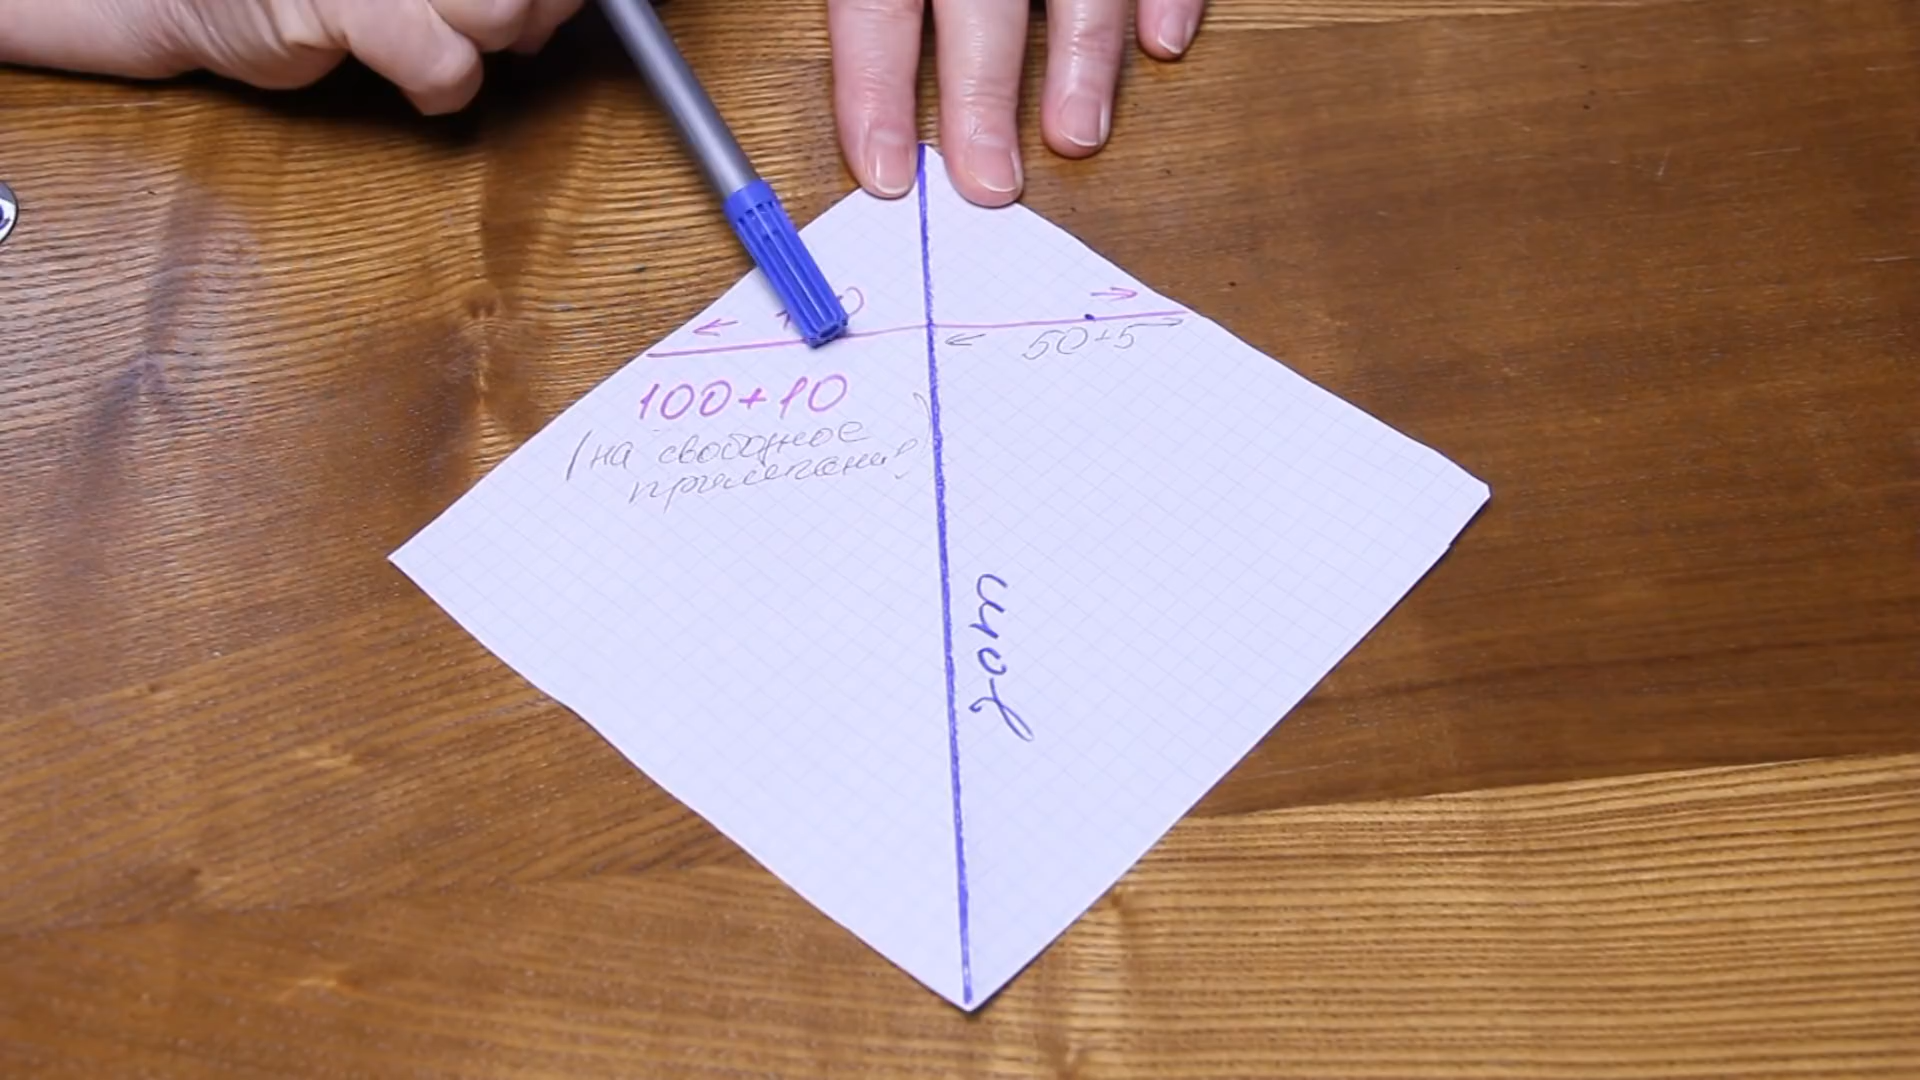 50+5
100+10
(на свободное
прилегание)
шов